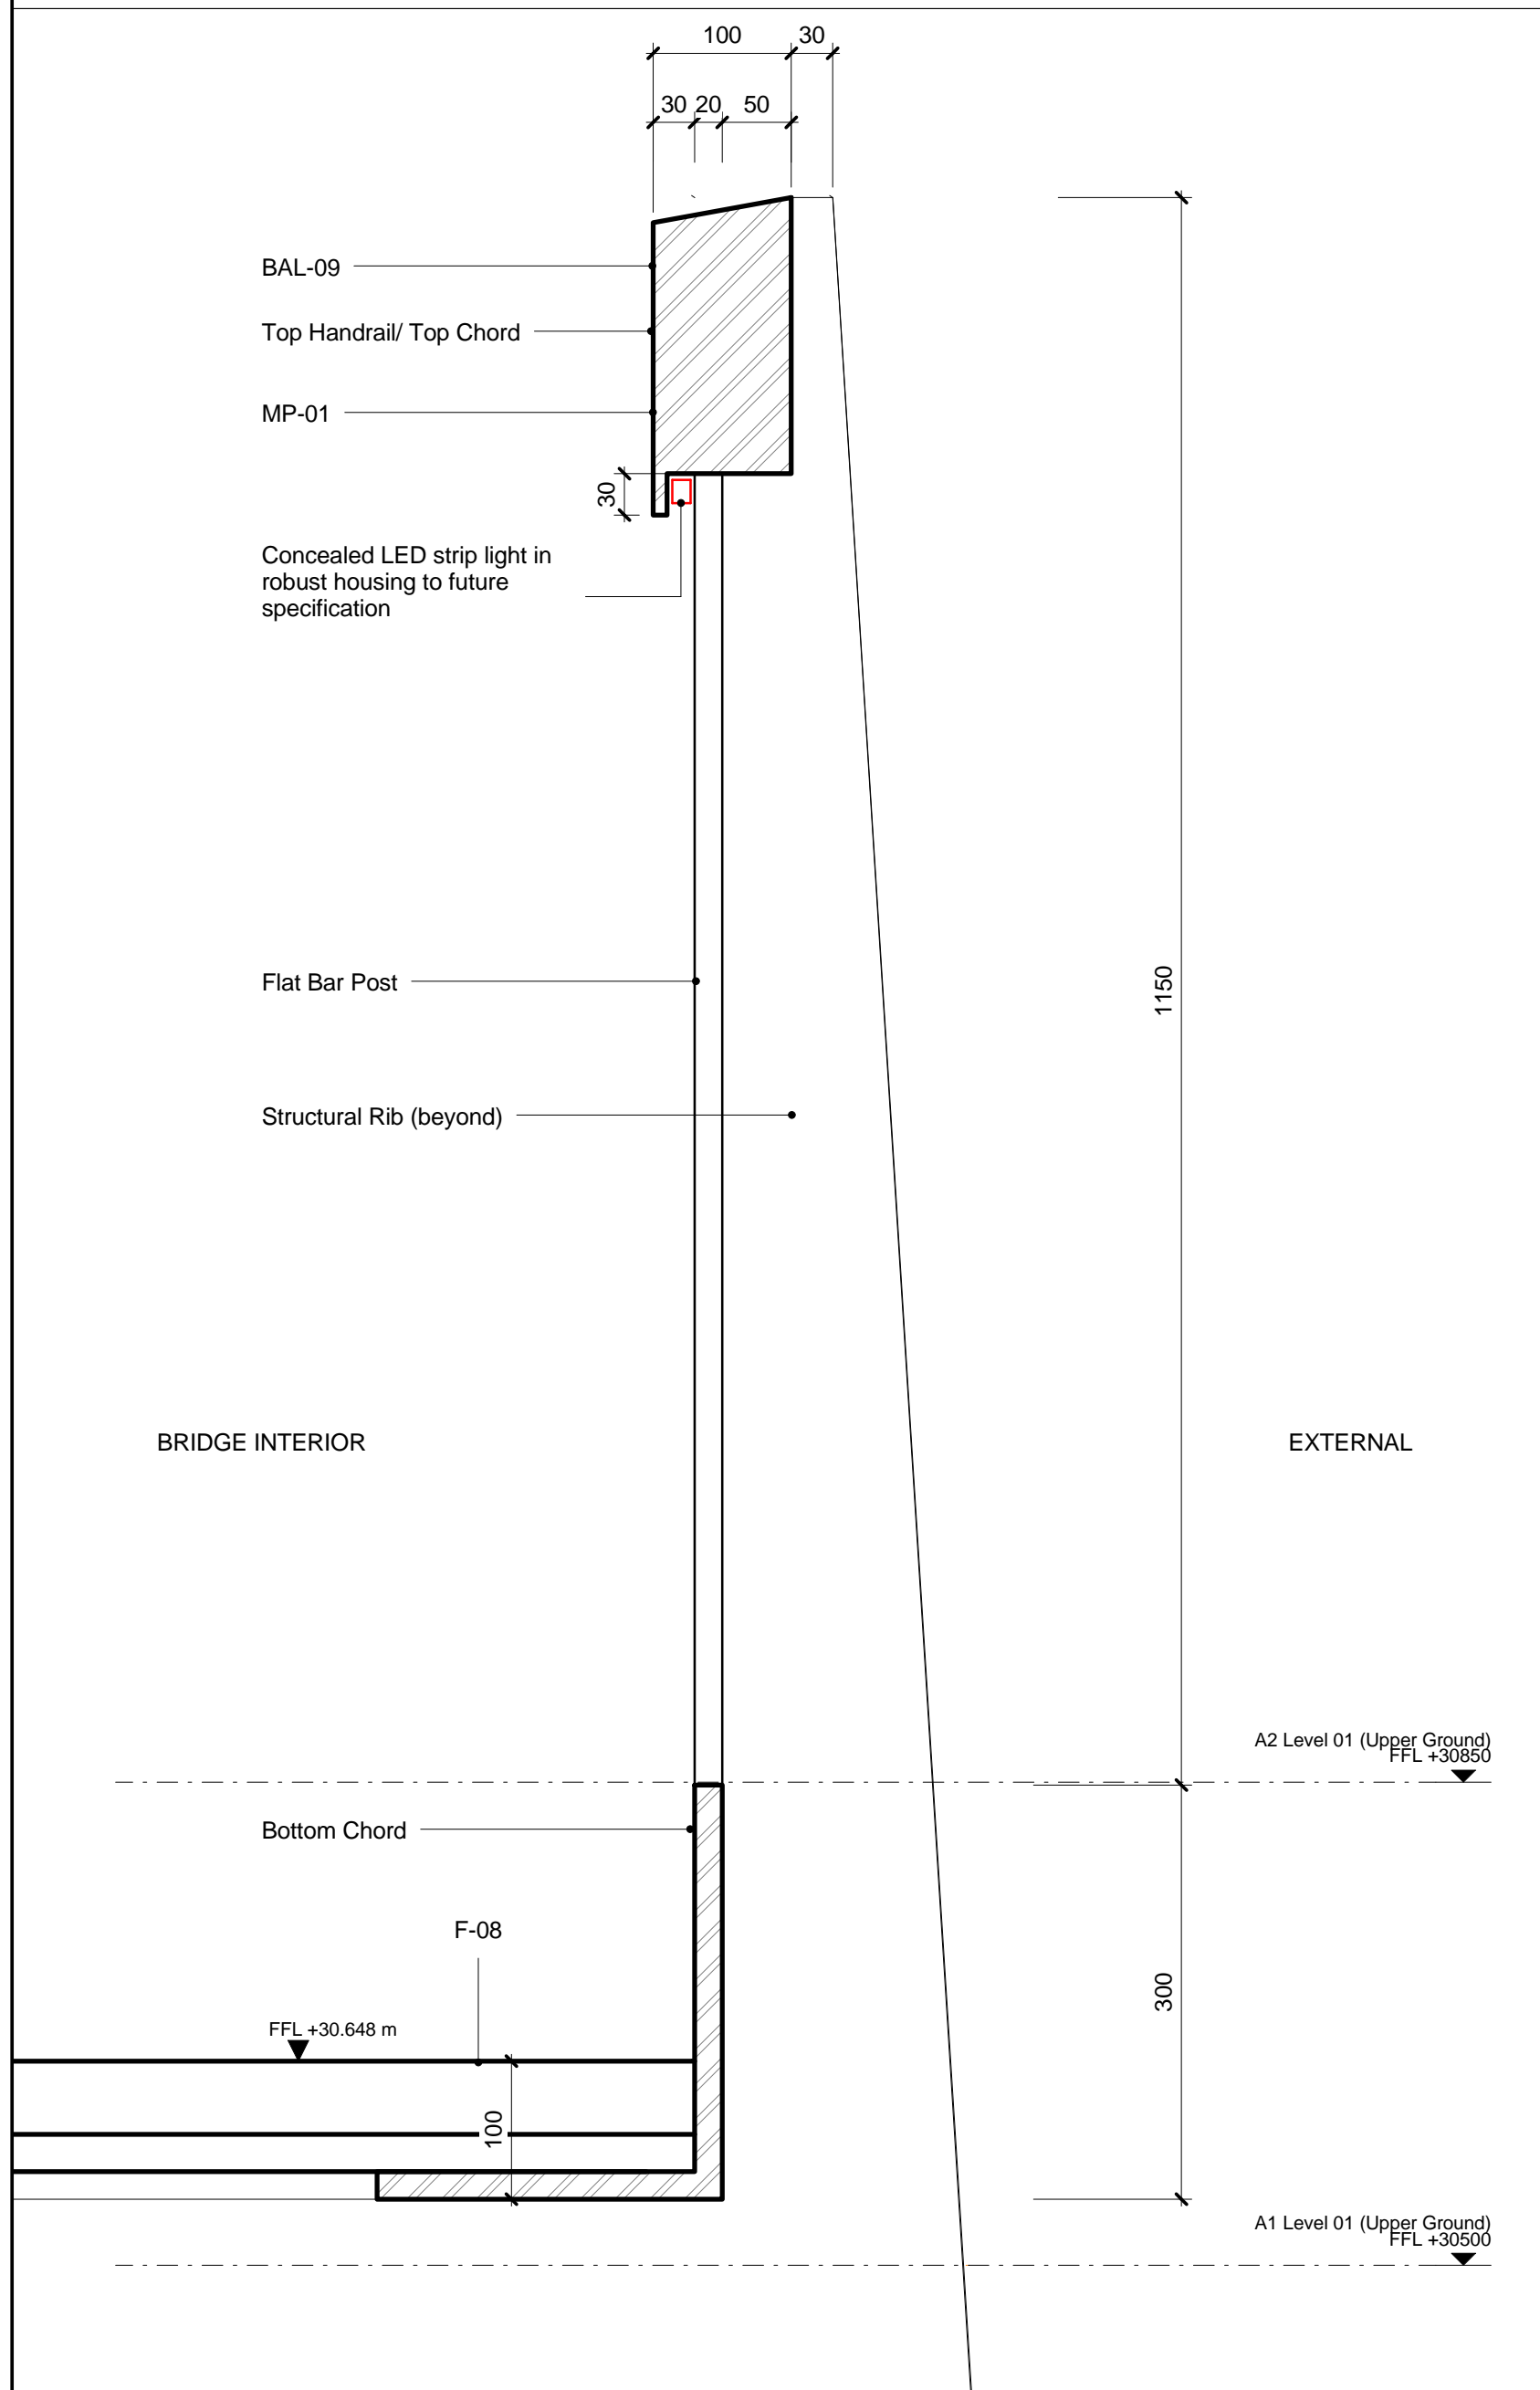 100 30
30 20 50
BAL-09
Top Handrail/ Top Chord
MP-01
30
Concealed LED strip light in
robust housing to future
specification
Flat Bar Post
1150
Structural Rib (beyond)
BRIDGE INTERIOR
EXTERNAL
A2 Level 01 (Upper Ground)
FFL +30850
Bottom Chord
F-08
300
FFL +30.648 m
100
A1 Level 01 (Upper Ground)
FFL +30500